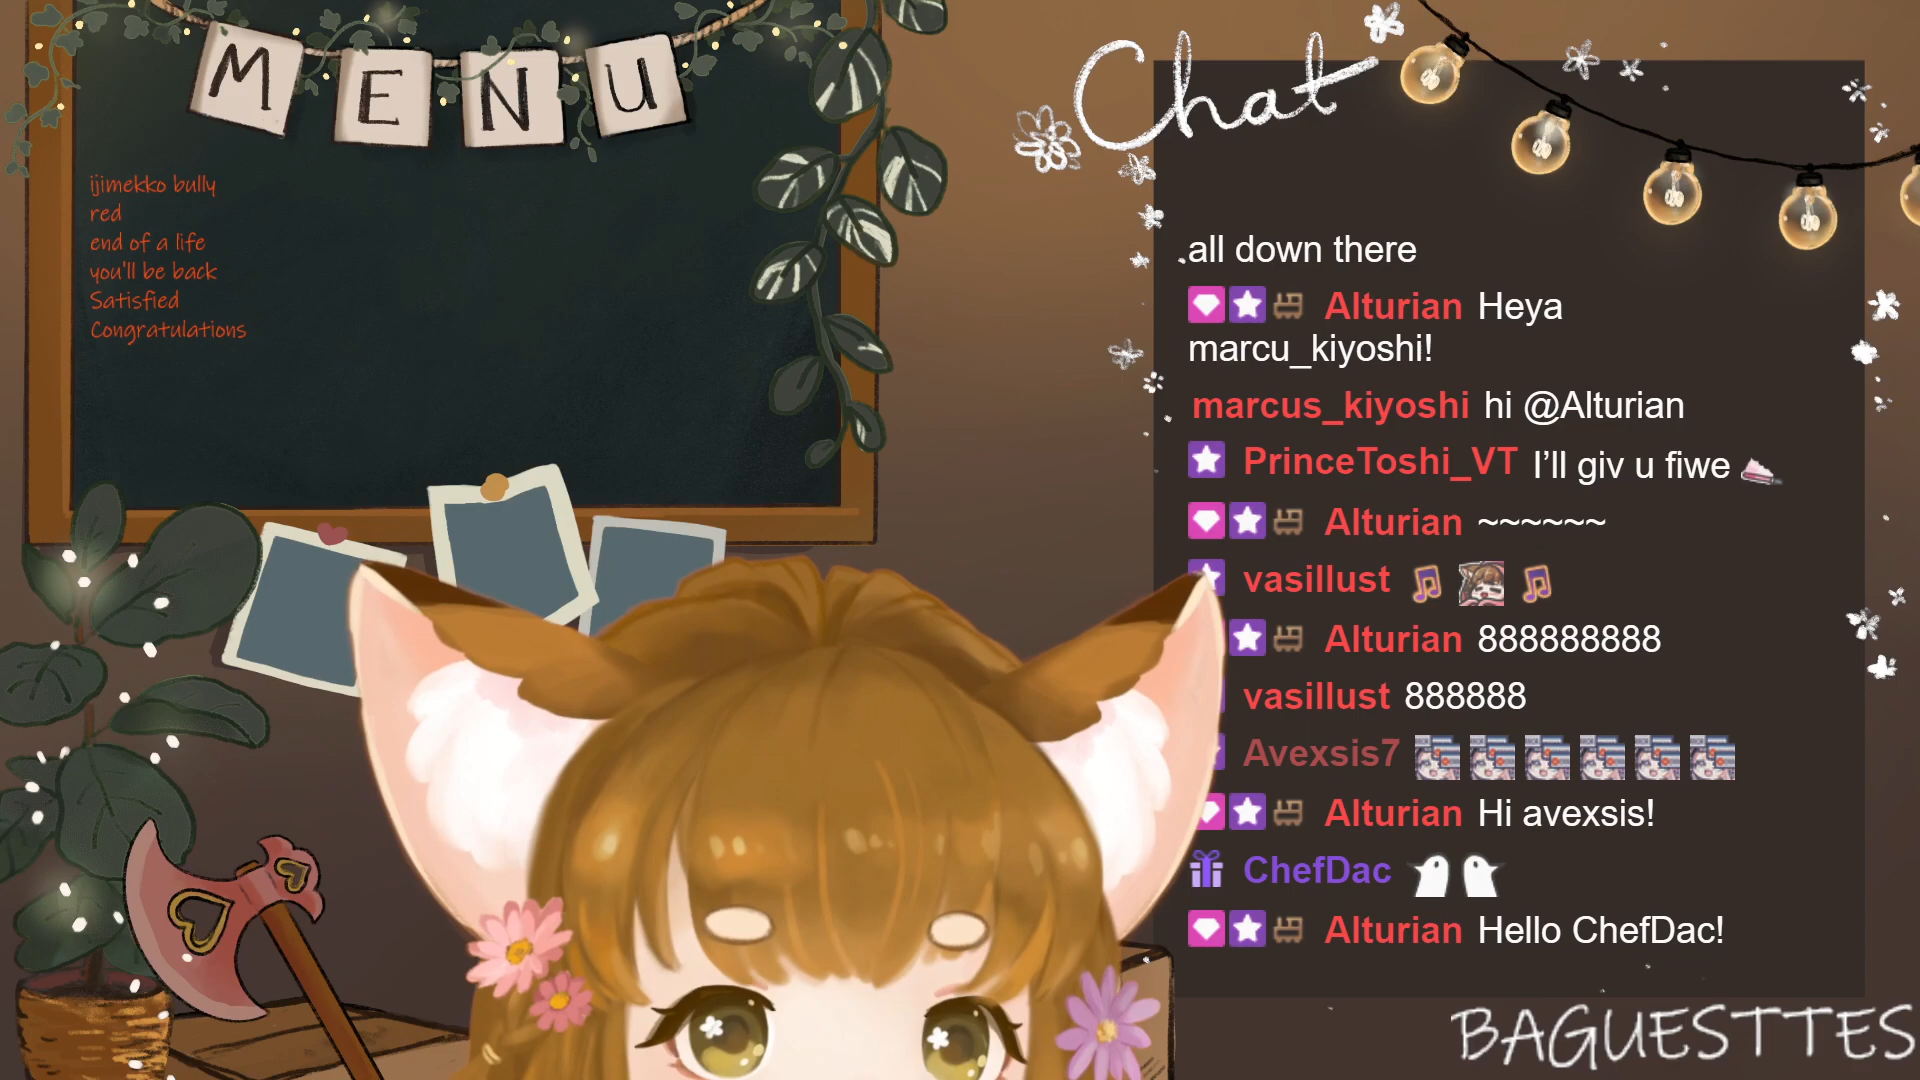 MENU
ijimekko bully
red
end of a life
you'll be back
Satisfied
Congratulations
Chat
all down there
Alturian Heya
marcu_kiyoshi!
marcus_kiyoshi hi @Alturian
PrinceToshi_VT I’ll giv u fiwe
Alturian ~~~~~~
vasillust
Alturian 888888888
vasillust 888888
Avexsis7
Alturian Hi avexsis!
ChefDac
Alturian Hello ChefDac!
BAGUESTTES